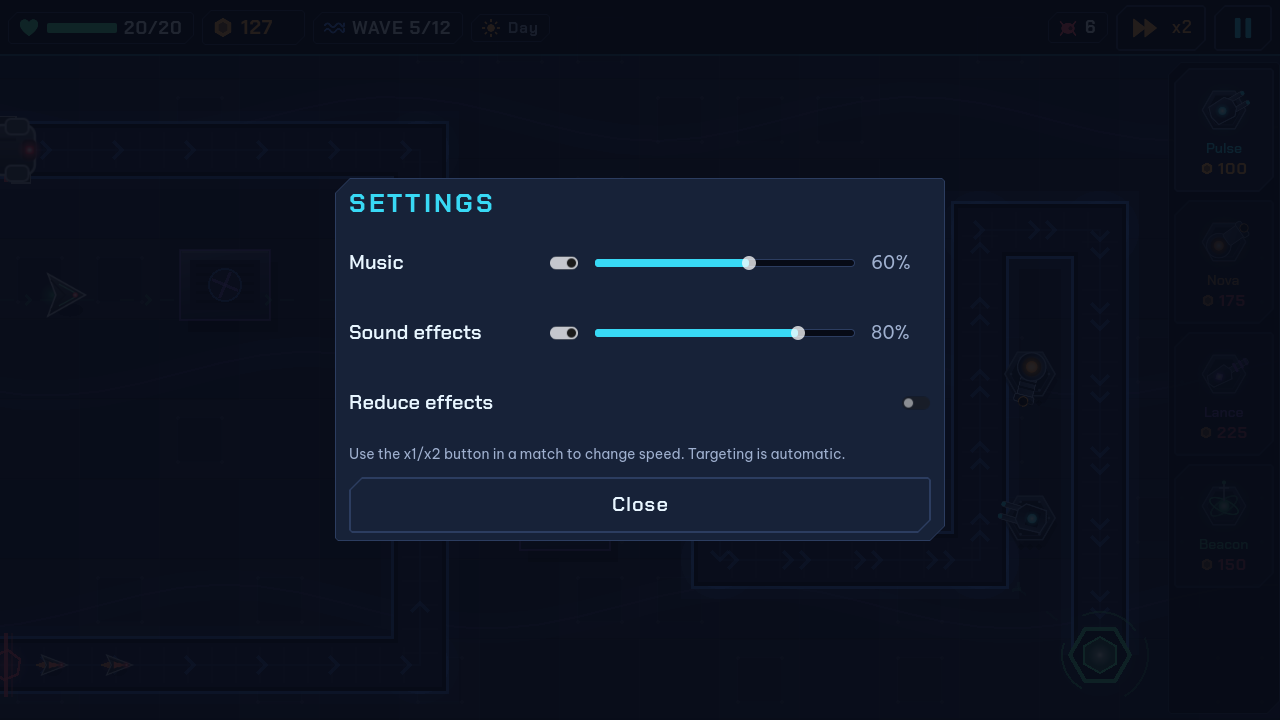 20/20
127
WAVE 5/12
Day
6
x2
Pulse
100
Nova
175
Lance
225
Beacon
150
SETTINGS
Music
60%
Sound effects
80%
Reduce effects
Use the x1/x2 button in a match to change speed. Targeting is automatic.
Close